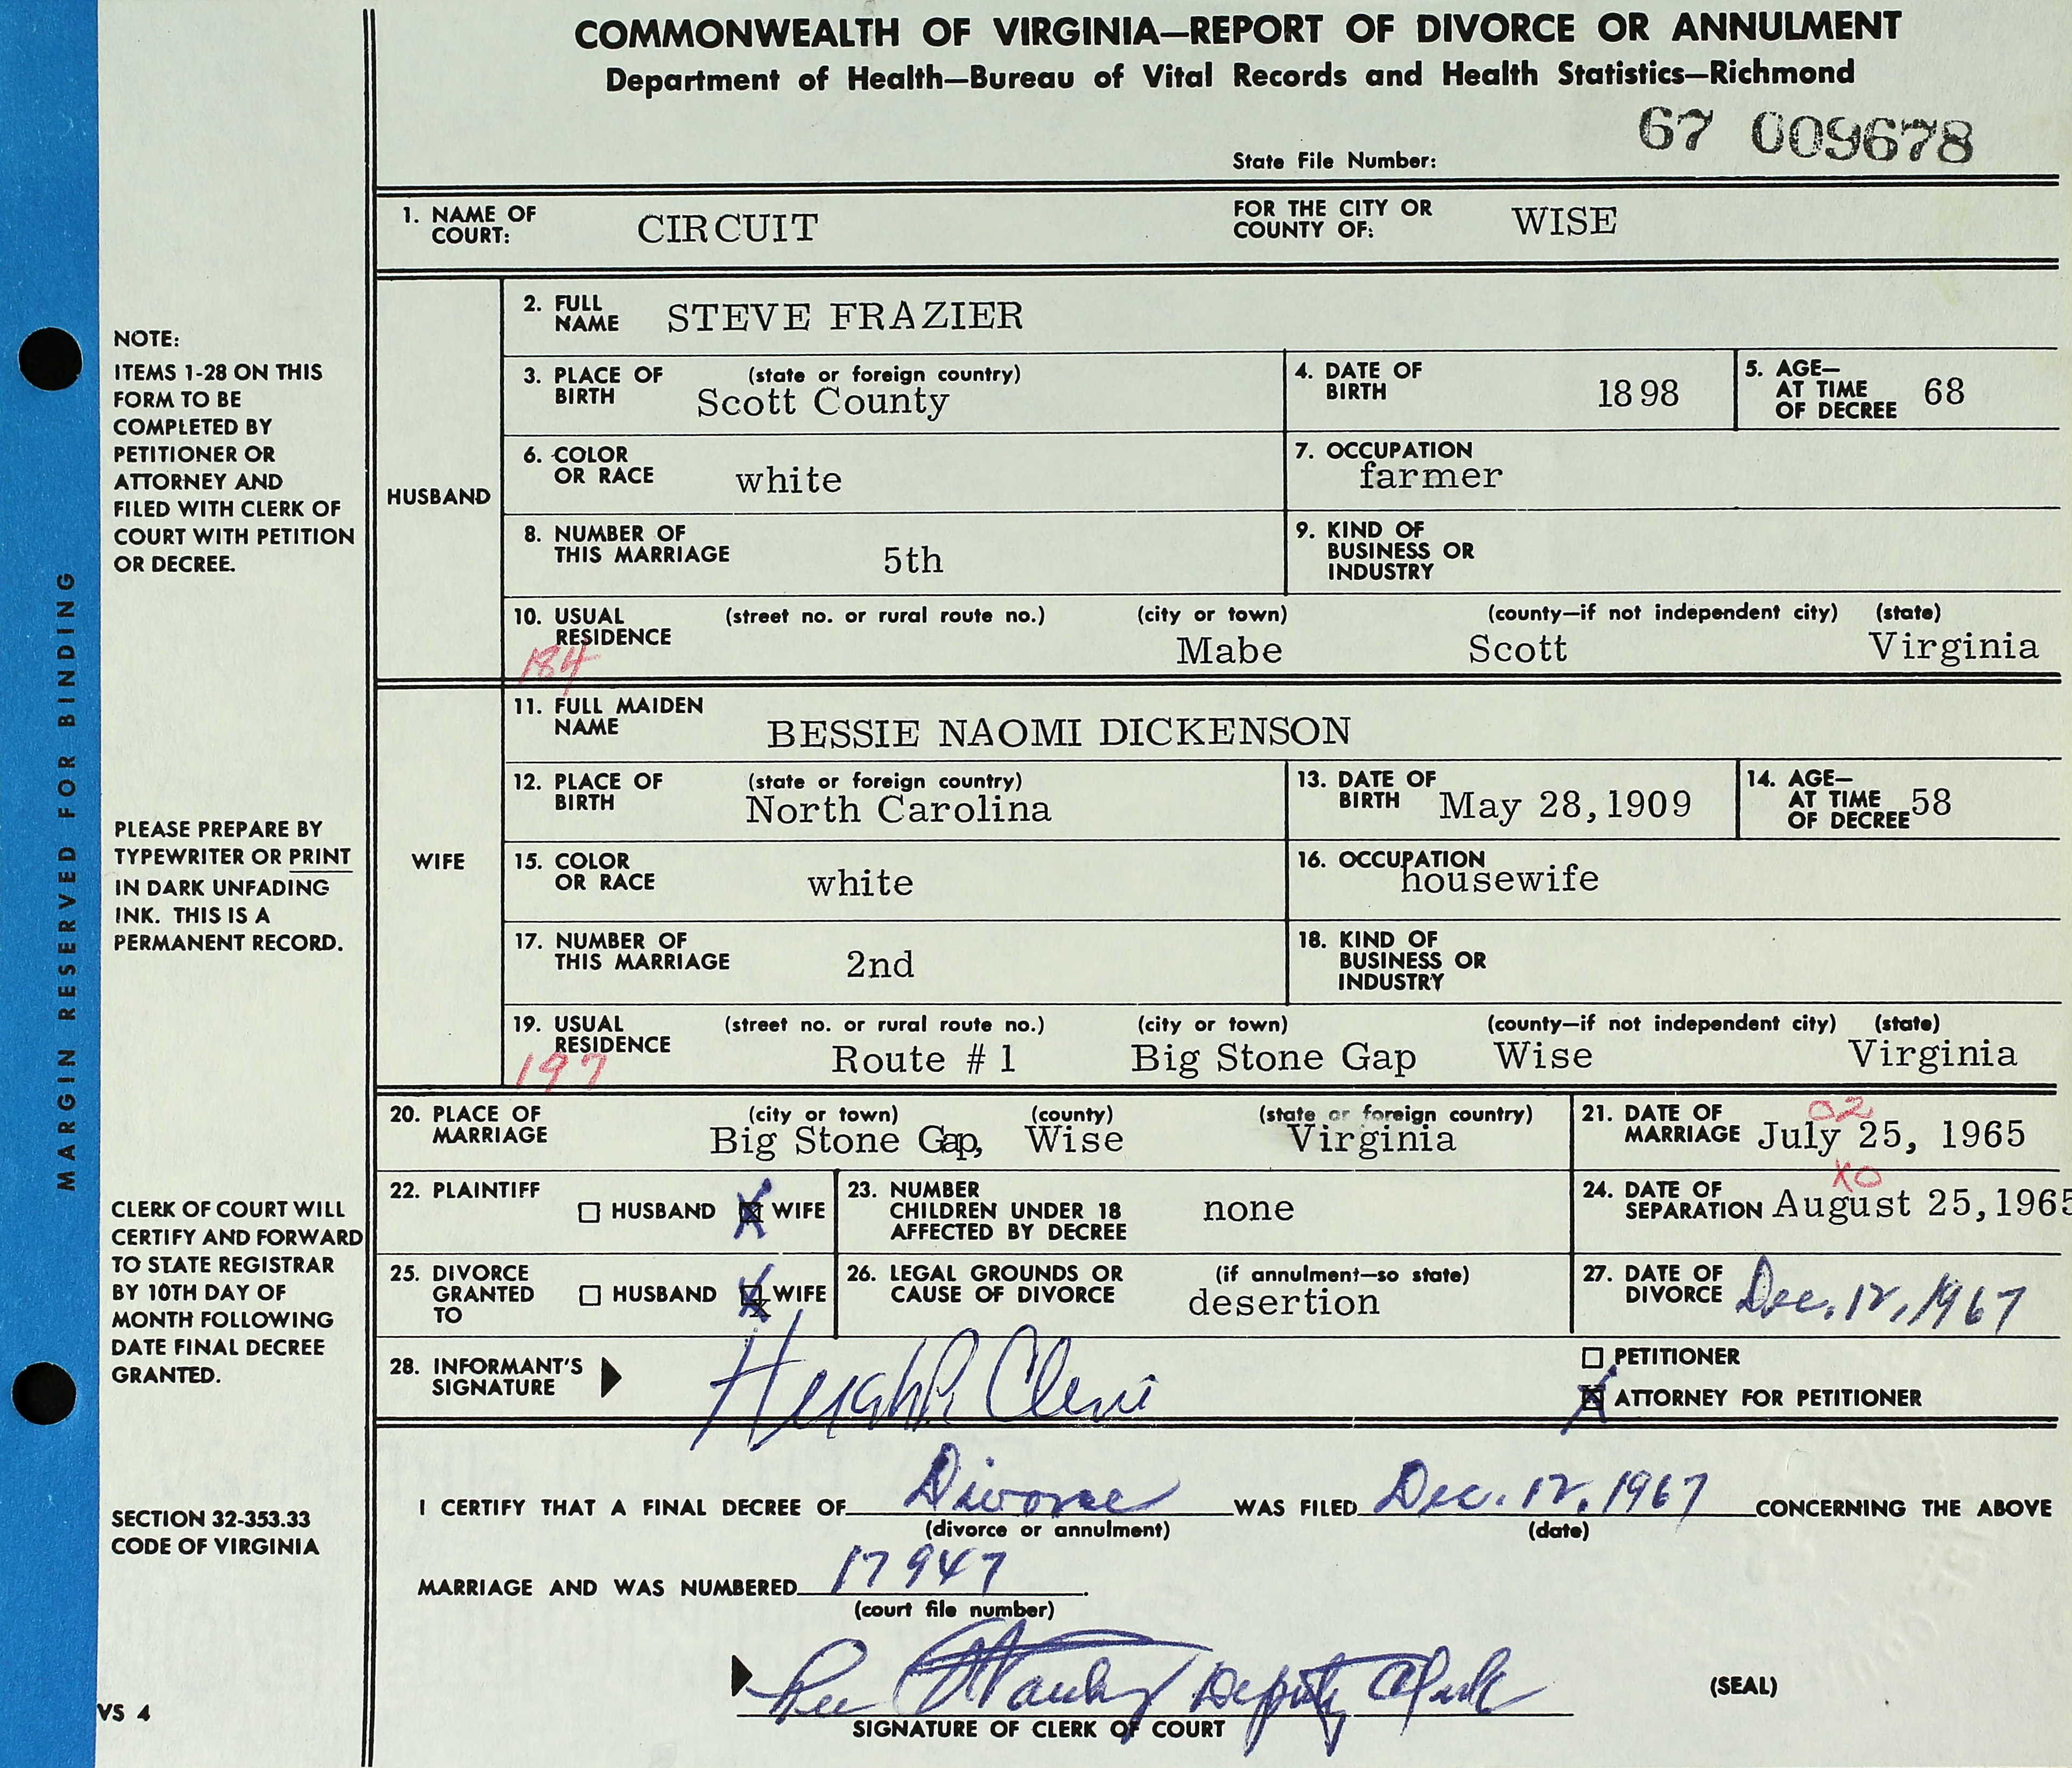 COMMONWEALTH OF VIRGINIA—REPORT OF DIVORCE OR ANNULMENT
Department of Health—Bureau of Vital Records and Health Statistics—Richmond
State File Number: 67 009678
1. NAME OF COURT: CIRCUIT FOR THE CITY OR COUNTY OF: WISE
HUSBAND
2. FULL NAME STEVE FRAZIER
3. PLACE OF BIRTH (state or foreign country) Scott County
4. DATE OF BIRTH 1898
5. AGE—AT TIME OF DECREE 68
6. COLOR OR RACE white
7. OCCUPATION farmer
8. NUMBER OF THIS MARRIAGE 5th
9. KIND OF BUSINESS OR INDUSTRY
10. USUAL RESIDENCE (street no. or rural route no.) (city or town) (county—if not independent city) (state)
184 Mabe Scott Virginia
WIFE
11. FULL MAIDEN NAME BESSIE NAOMI DICKENSON
12. PLACE OF BIRTH (state or foreign country) North Carolina
13. DATE OF BIRTH May 28, 1909
14. AGE—AT TIME OF DECREE 58
15. COLOR OR RACE white
16. OCCUPATION housewife
17. NUMBER OF THIS MARRIAGE 2nd
18. KIND OF BUSINESS OR INDUSTRY
19. USUAL RESIDENCE (street no. or rural route no.) (city or town) (county—if not independent city) (state)
197 Route # 1 Big Stone Gap Wise Virginia
20. PLACE OF MARRIAGE (city or town) (county) (state or foreign country)
Big Stone Gap, Wise Virginia
21. DATE OF MARRIAGE 02 July 25, 1965
22. PLAINTIFF HUSBAND X WIFE
23. NUMBER CHILDREN UNDER 18 AFFECTED BY DECREE none
24. DATE OF SEPARATION X0 August 25, 1965
25. DIVORCE GRANTED TO HUSBAND X WIFE
26. LEGAL GROUNDS OR CAUSE OF DIVORCE (if annulment—so state) desertion
27. DATE OF DIVORCE Dec. 12, 1967
28. INFORMANT'S SIGNATURE Hugh P. Cline
PETITIONER
X ATTORNEY FOR PETITIONER
I CERTIFY THAT A FINAL DECREE OF Divorce WAS FILED Dec. 12, 1967 CONCERNING THE ABOVE
(divorce or annulment) (date)
MARRIAGE AND WAS NUMBERED 17947.
(court file number)
Deputy Clerk (SEAL)
SIGNATURE OF CLERK OF COURT
MARGIN RESERVED FOR BINDING
NOTE:
ITEMS 1-28 ON THIS
FORM TO BE
COMPLETED BY
PETITIONER OR
ATTORNEY AND
FILED WITH CLERK OF
COURT WITH PETITION
OR DECREE.
PLEASE PREPARE BY
TYPEWRITER OR PRINT
IN DARK UNFADING
INK. THIS IS A
PERMANENT RECORD.
CLERK OF COURT WILL
CERTIFY AND FORWARD
TO STATE REGISTRAR
BY 10TH DAY OF
MONTH FOLLOWING
DATE FINAL DECREE
GRANTED.
SECTION 32-353.33
CODE OF VIRGINIA
VS 4